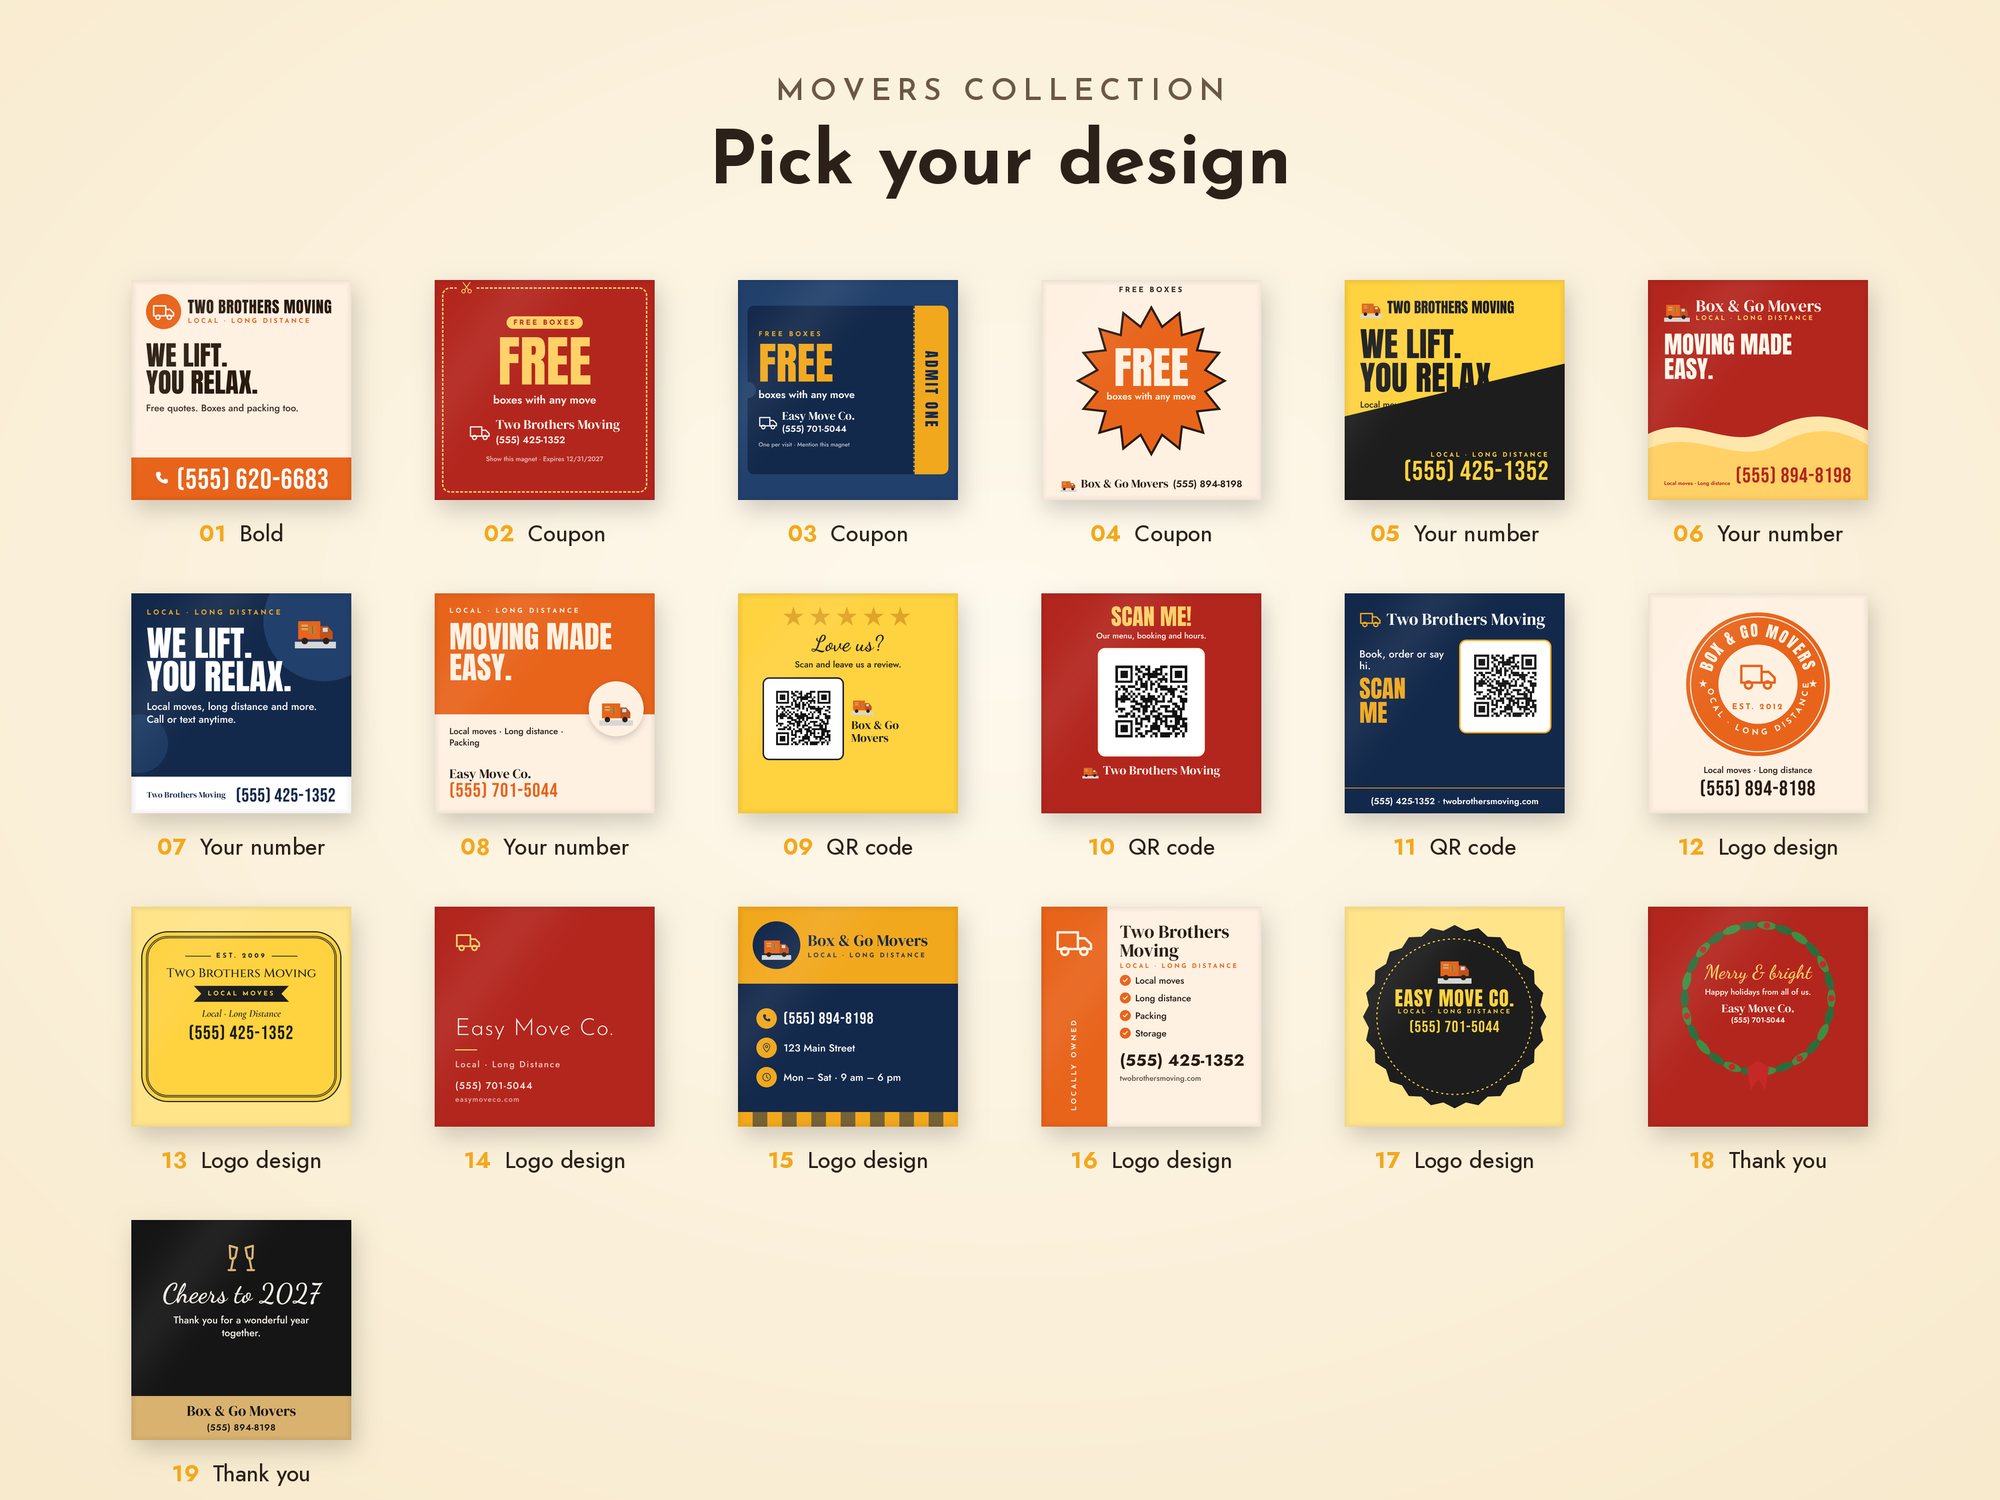 MOVERS COLLECTION
Pick your design
TWO BROTHERS MOVING
LOCAL · LONG DISTANCE
WE LIFT.
YOU RELAX.
Free quotes. Boxes and packing too.
(555) 620-6683
01 Bold
FREE BOXES
FREE
boxes with any move
Two Brothers Moving
(555) 425-1352
Show this magnet · Expires 12/31/2027
02 Coupon
FREE BOXES
FREE
boxes with any move
Easy Move Co.
(555) 701-5044
One per visit · Mention this magnet
ADMIT ONE
03 Coupon
FREE BOXES
FREE
boxes with any move
Box & Go Movers (555) 894-8198
04 Coupon
TWO BROTHERS MOVING
WE LIFT.
YOU RELAX.
Local
LOCAL · LONG DISTANCE
(555) 425-1352
05 Your number
Box & Go Movers
LOCAL · LONG DISTANCE
MOVING MADE
EASY.
Local moves · Long distance (555) 894-8198
06 Your number
LOCAL · LONG DISTANCE
WE LIFT.
YOU RELAX.
Local moves, long distance and more.
Call or text anytime.
Two Brothers Moving (555) 425-1352
07 Your number
LOCAL · LONG DISTANCE
MOVING MADE
EASY.
Local moves · Long distance ·
Packing
Easy Move Co.
(555) 701-5044
08 Your number
Love us?
Scan and leave us a review.
Box & Go
Movers
09 QR code
SCAN ME!
Our menu, booking and hours.
Two Brothers Moving
10 QR code
Two Brothers Moving
Book, order or say
hi.
SCAN
ME
(555) 425-1352 · twobrothersmoving.com
11 QR code
BOX & GO MOVERS
EST. 2012
OCAL · LONG DISTANCE
Local moves · Long distance
(555) 894-8198
12 Logo design
EST. 2009
TWO BROTHERS MOVING
LOCAL MOVES
Local · Long Distance
(555) 425-1352
13 Logo design
Easy Move Co.
Local · Long Distance
(555) 701-5044
easymoveco.com
14 Logo design
Box & Go Movers
LOCAL · LONG DISTANCE
(555) 894-8198
123 Main Street
Mon – Sat · 9 am – 6 pm
15 Logo design
LOCALLY OWNED
Two Brothers
Moving
LOCAL · LONG DISTANCE
Local moves
Long distance
Packing
Storage
(555) 425-1352
twobrothersmoving.com
16 Logo design
EASY MOVE CO.
LOCAL · LONG DISTANCE
(555) 701-5044
17 Logo design
Merry & bright
Happy holidays from all of us.
Easy Move Co.
(555) 701-5044
18 Thank you
Cheers to 2027
Thank you for a wonderful year
together.
Box & Go Movers
(555) 894-8198
19 Thank you